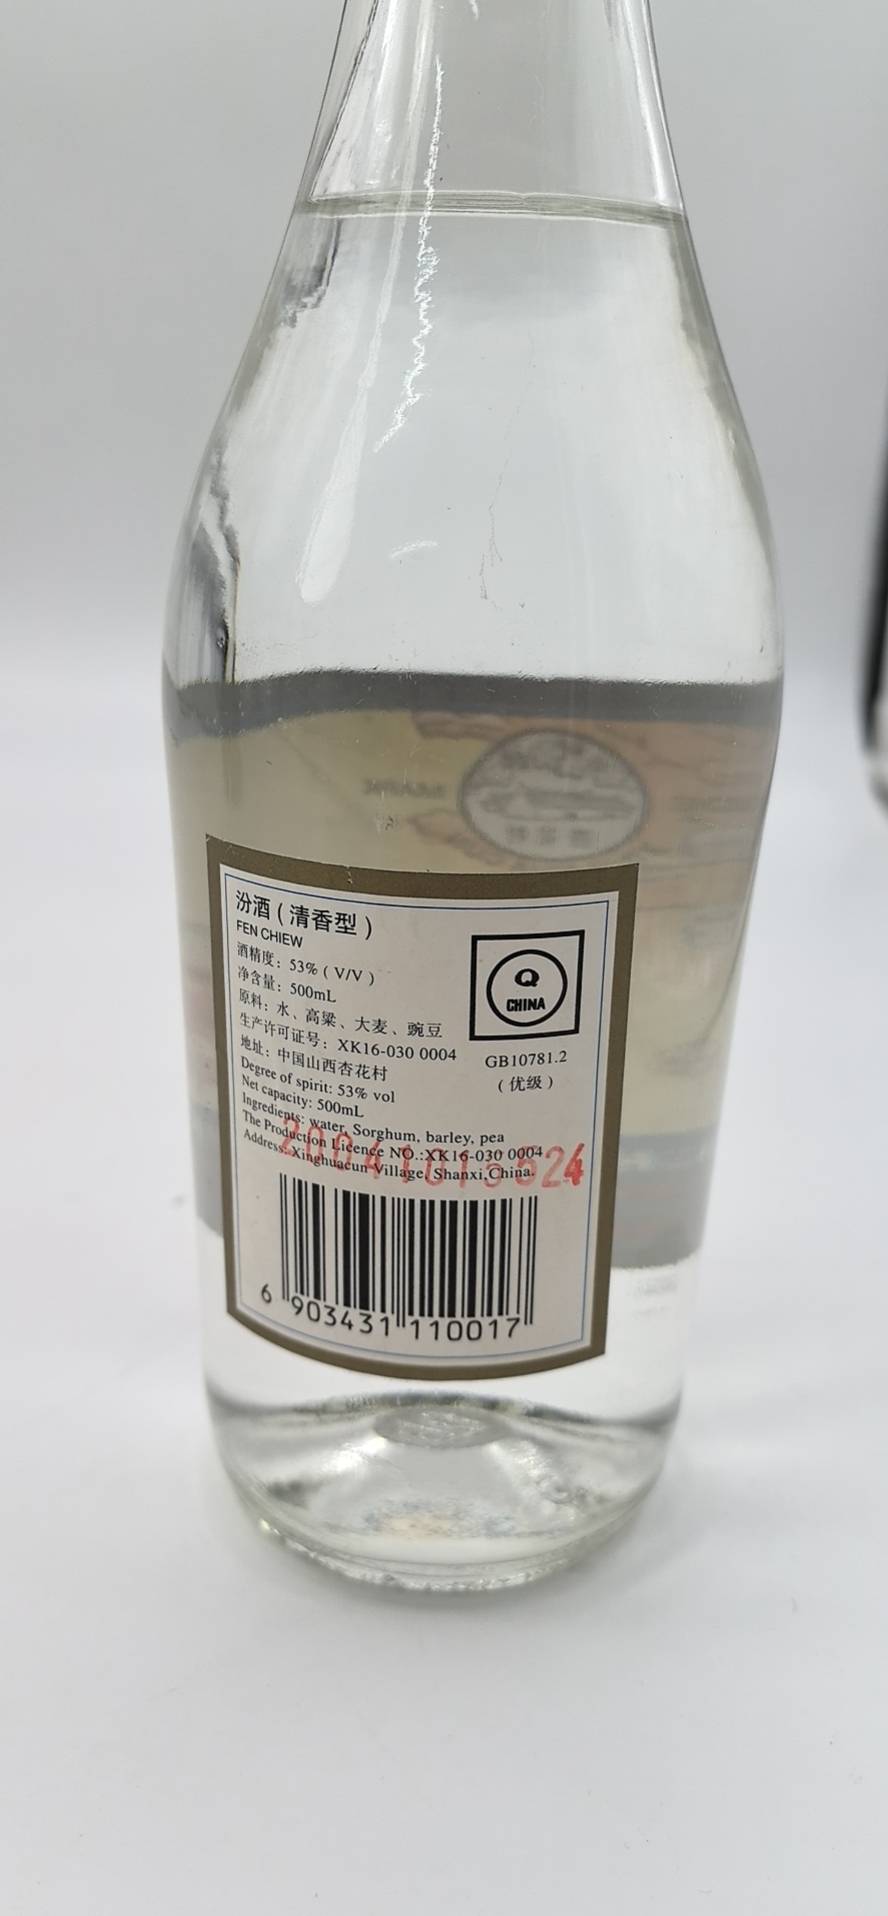 汾酒(清香型)
FEN CHIEW
酒精度：53%(V/V)
净含量：500mL
原料：水、高粱、大麦、豌豆
生产许可证号：XK16-030 0004
地址：中国山西杏花村
Degree of spirit: 53% vol
Net capacity: 500mL
Ingredients: water, Sorghum, barley, pea
The Production Licence NO.:XK16-030 0004
Address: Xinghuacun Village, Shanxi,China.
Q
CHINA
GB10781.2
(优级)
6 903431 110017